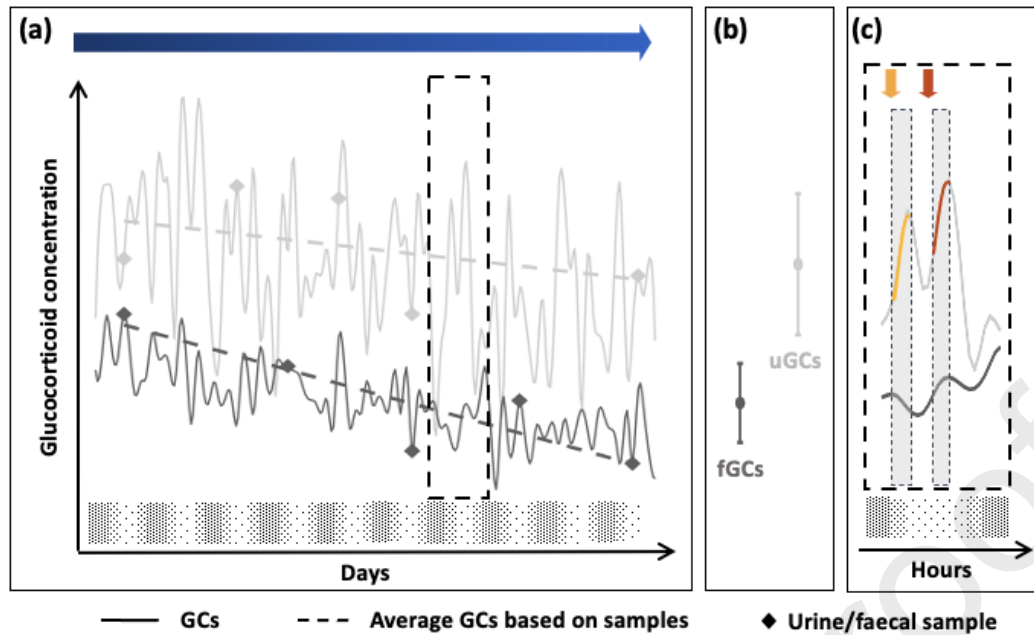 (a)
Glucocorticoid concentration
Days
(b)
uGCs
fGCs
(c)
Hours
GCs
Average GCs based on samples
Urine/faecal sample